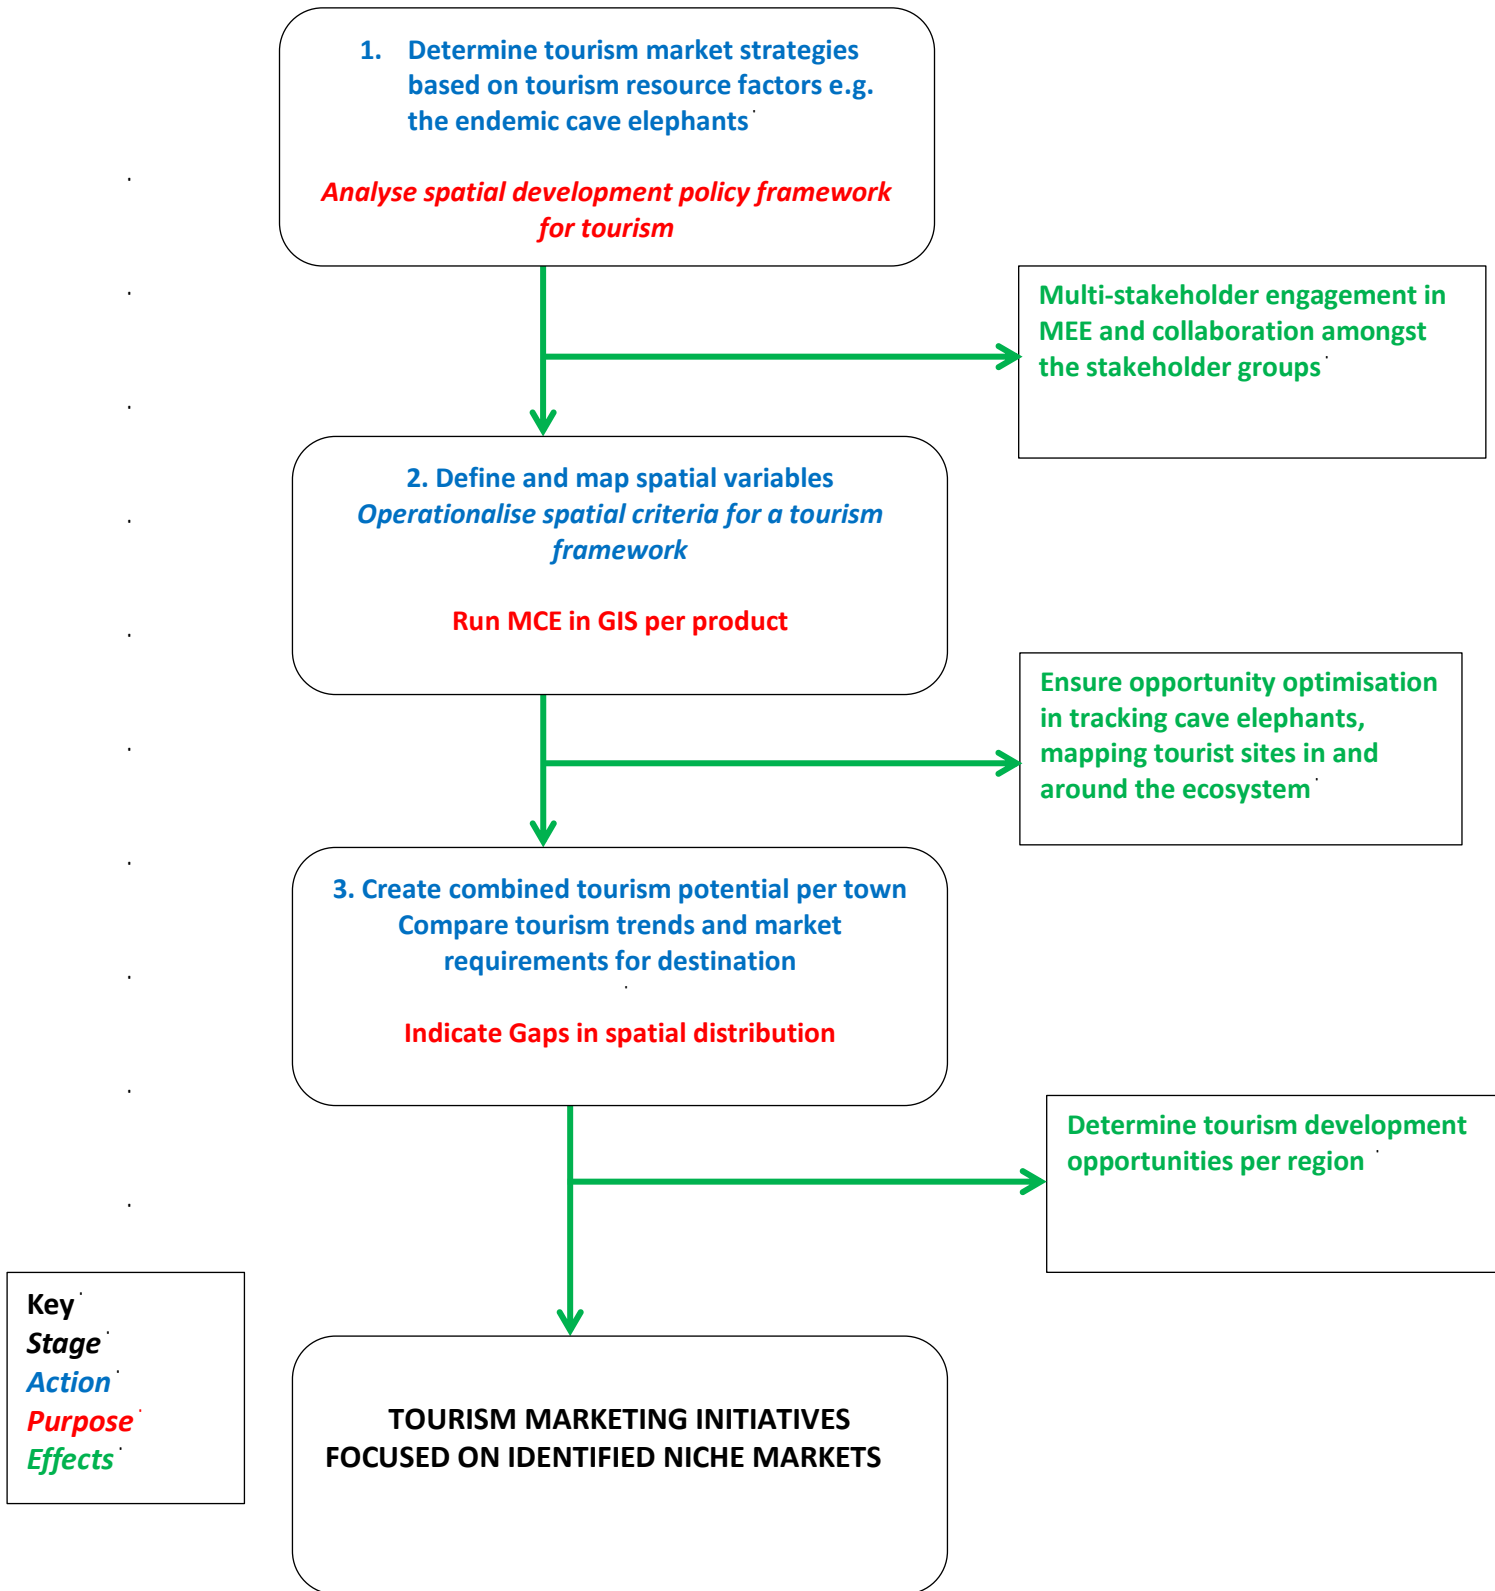 1. Determine tourism market strategies
based on tourism resource factors e.g.
the endemic cave elephants
Analyse spatial development policy framework
for tourism
Multi-stakeholder engagement in
MEE and collaboration amongst
the stakeholder groups
2. Define and map spatial variables
Operationalise spatial criteria for a tourism
framework
Run MCE in GIS per product
Ensure opportunity optimisation
in tracking cave elephants,
mapping tourist sites in and
around the ecosystem
3. Create combined tourism potential per town
Compare tourism trends and market
requirements for destination
Indicate Gaps in spatial distribution
Determine tourism development
opportunities per region
Key
Stage
Action
Purpose
Effects
TOURISM MARKETING INITIATIVES
FOCUSED ON IDENTIFIED NICHE MARKETS